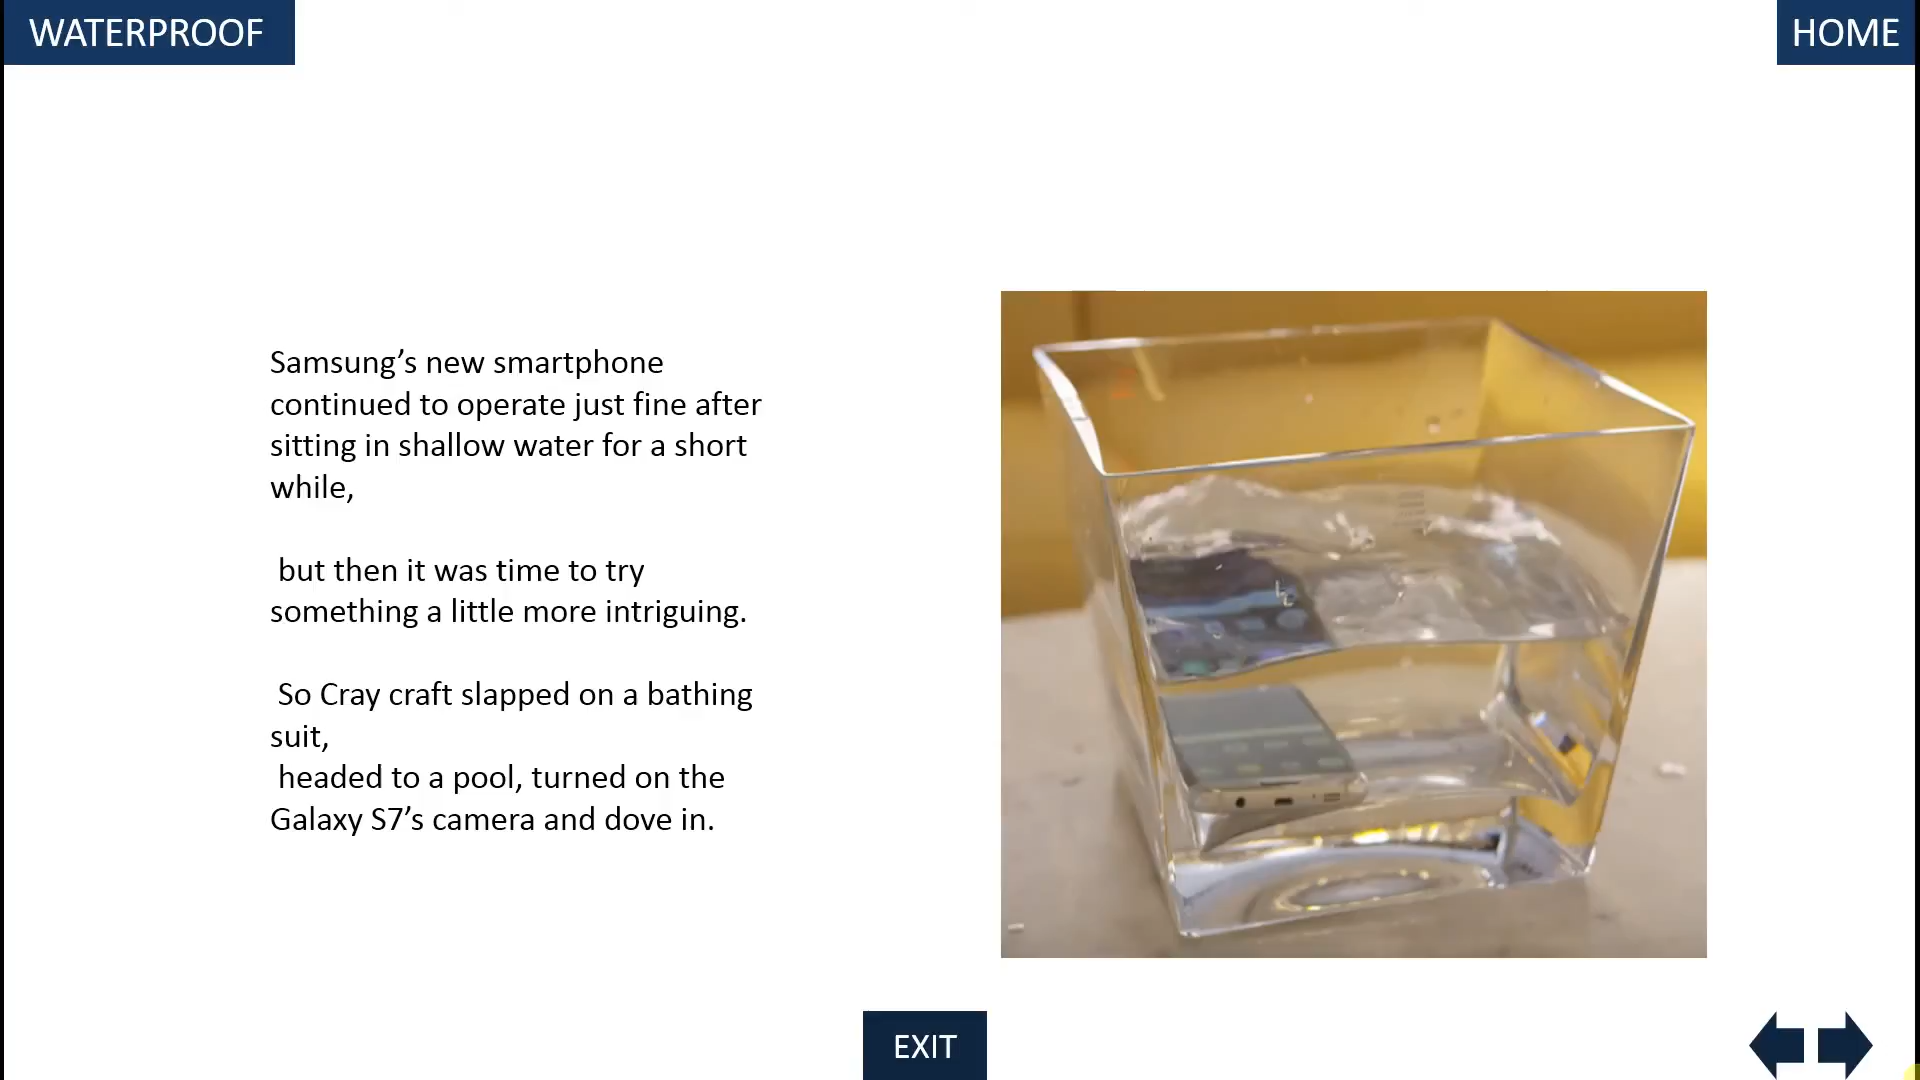 WATERPROOF
HOME
Samsung’s new smartphone
continued to operate just fine after
sitting in shallow water for a short
while,
but then it was time to try
something a little more intriguing.
So Cray craft slapped on a bathing
suit,
headed to a pool, turned on the
Galaxy S7’s camera and dove in.
EXIT